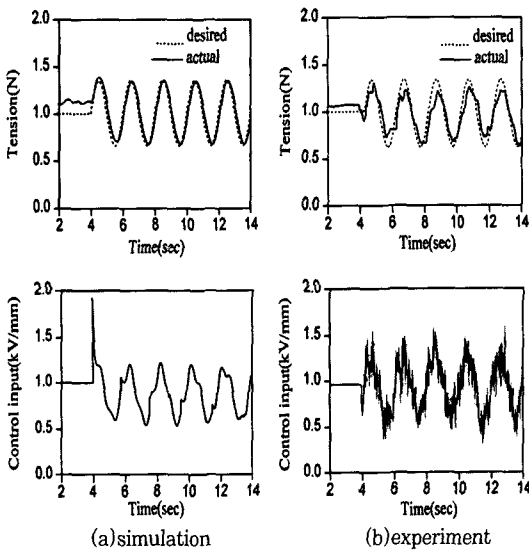 desired
actual
Tension(N)
2.0
1.5
1.0
0.5
0.0
2 4 6 8 10 12 14
Time(sec)
desired
actual
Tension(N)
2.0
1.5
1.0
0.5
0.0
2 4 6 8 10 12 14
Time(sec)
Control input(kV/mm)
2.0
1.5
1.0
0.5
0.0
2 4 6 8 10 12 14
Time(sec)
(a)simulation
Control input(kV/mm)
2.0
1.5
1.0
0.5
0.0
2 4 6 8 10 12 14
Time(sec)
(b)experiment